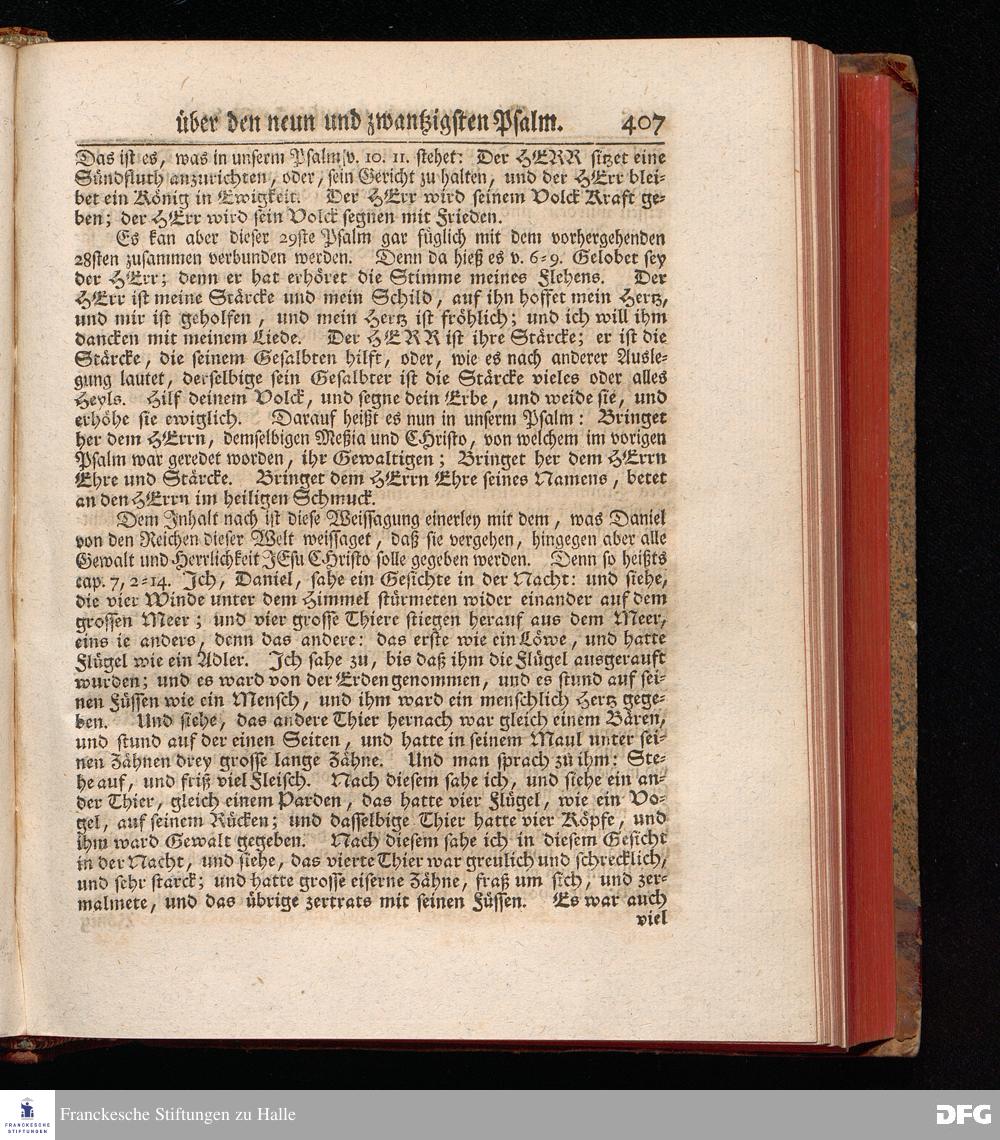 über den neun und zwantzigsten Psalm. 407
Das ist es, was in unserm Psalm v. 10. 11. stehet: Der HERR sitzet eine
Sündfluth anzurichten, oder, sein Gericht zu halten, und der HErr blei-
bet ein König in Ewigkeit. Der HErr wird seinem Volck Kraft ge-
ben; der HErr wird sein Volck segnen mit Frieden.
Es kan aber dieser 29ste Psalm gar füglich mit dem vorhergehenden
28sten zusammen verbunden werden. Denn da hieß es v. 6=9. Gelobet sey
der HErr; denn er hat erhöret die Stimme meines Flehens. Der
HErr ist meine Stärcke und mein Schild, auf ihn hoffet mein Hertz,
und mir ist geholfen, und mein Hertz ist fröhlich; und ich will ihm
dancken mit meinem Liede. Der HERR ist ihre Stärcke; er ist die
Stärcke, die seinem Gesalbten hilft, oder, wie es nach anderer Ausle-
gung lautet, derselbige sein Gesalbter ist die Stärcke vieles oder alles
Heyls. Hilf deinem Volck, und segne dein Erbe, und weide sie, und
erhöhe sie ewiglich. Darauf heißt es nun in unserm Psalm: Bringet
her dem HErrn, demselbigen Meßia und CHristo, von welchem im vorigen
Psalm war geredet worden, ihr Gewaltigen; Bringet her dem HErrn
Ehre und Stärcke. Bringet dem HErrn Ehre seines Namens, betet
an den HErrn im heiligen Schmuck.
Dem Inhalt nach ist diese Weissagung einerley mit dem, was Daniel
von den Reichen dieser Welt weissaget, daß sie vergehen, hingegen aber alle
Gewalt und Herrlichkeit JEsu CHristo solle gegeben werden. Denn so heißts
cap. 7, 2=14. Ich, Daniel, sahe ein Gesichte in der Nacht: und siehe,
die vier Winde unter dem Himmel stürmeten wider einander auf dem
grossen Meer; und vier grosse Thiere stiegen herauf aus dem Meer,
eins ie anders, denn das andere: das erste wie ein Löwe, und hatte
Flügel wie ein Adler. Ich sahe zu, bis daß ihm die Flügel ausgerauft
wurden; und es ward von der Erden genommen, und es stund auf sei-
nen Füssen wie ein Mensch, und ihm ward ein menschlich Hertz gege-
ben. Und siehe, das andere Thier hernach war gleich einem Bären,
und stund auf der einen Seiten, und hatte in seinem Maul unter sei-
nen Zähnen drey grosse lange Zähne. Und man sprach zu ihm: Ste-
he auf, und friß viel Fleisch. Nach diesem sahe ich, und siehe ein an-
der Thier, gleich einem Parden, das hatte vier Flügel, wie ein Vo-
gel, auf seinem Rücken; und dasselbige Thier hatte vier Köpfe, und
ihm ward Gewalt gegeben. Nach diesem sahe ich in diesem Gesicht
in der Nacht, und siehe, das vierte Thier war greulich und schrecklich,
und sehr starck; und hatte grosse eiserne Zähne, fraß um sich, und zer-
malmete, und das übrige zertrats mit seinen Füssen. Es war auch
viel
FRANCKESCHE
STIFTUNGEN
Franckesche Stiftungen zu Halle
DFG